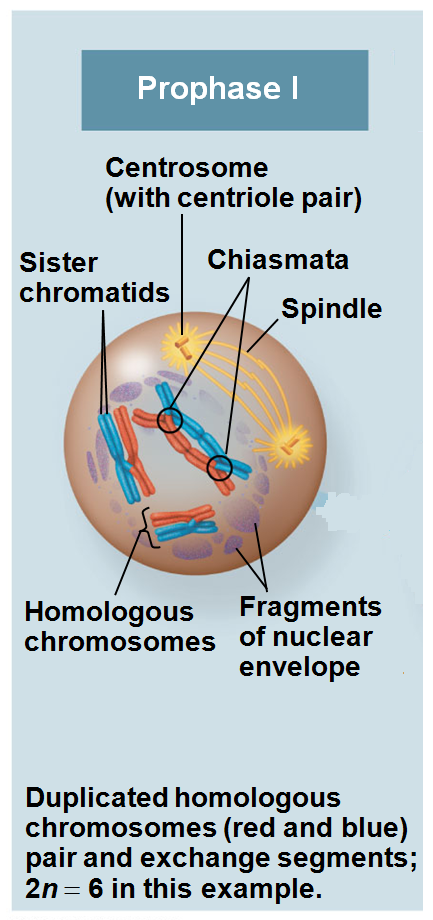 Prophase I
Centrosome
(with centriole pair)
Sister
chromatids
Chiasmata
Spindle
Homologous
chromosomes
Fragments
of nuclear
envelope
Duplicated homologous
chromosomes (red and blue)
pair and exchange segments;
2n = 6 in this example.